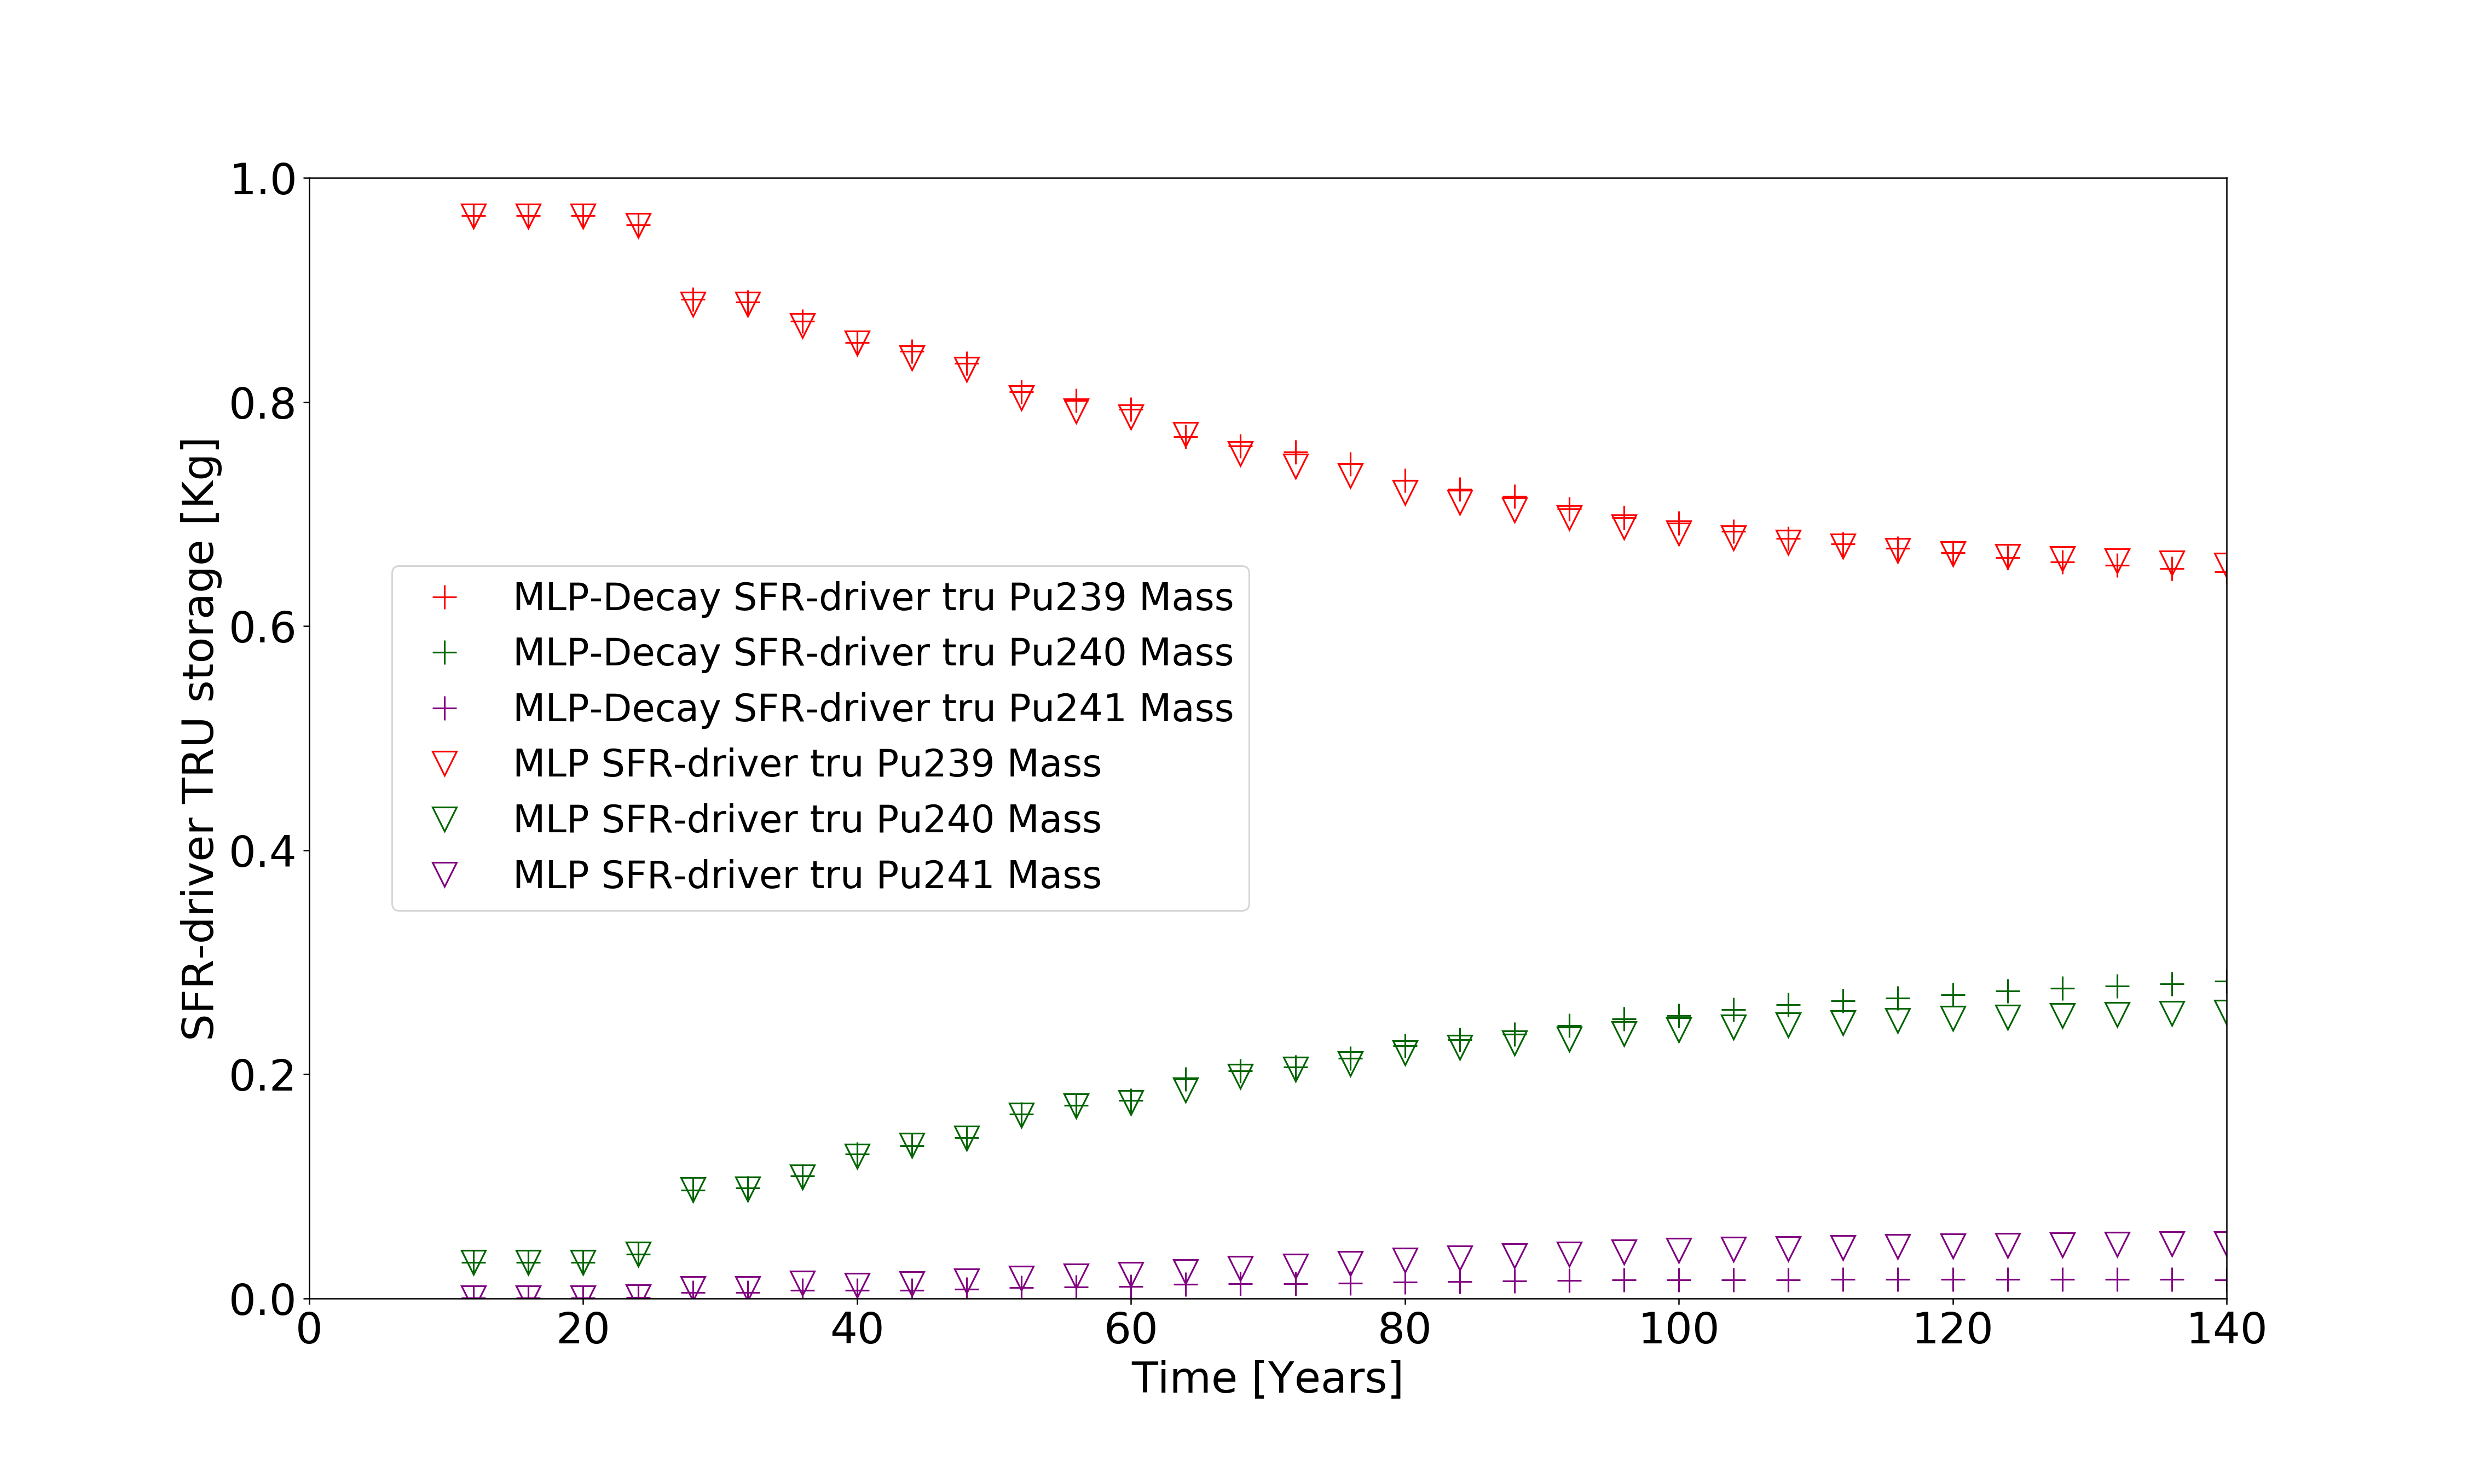 1.0
0.8
0.6
0.4
0.2
0.0
SFR-driver TRU storage [Kg]
MLP-Decay SFR-driver tru Pu239 Mass
MLP-Decay SFR-driver tru Pu240 Mass
MLP-Decay SFR-driver tru Pu241 Mass
MLP SFR-driver tru Pu239 Mass
MLP SFR-driver tru Pu240 Mass
MLP SFR-driver tru Pu241 Mass
0 20 40 60 80 100 120 140
Time [Years]